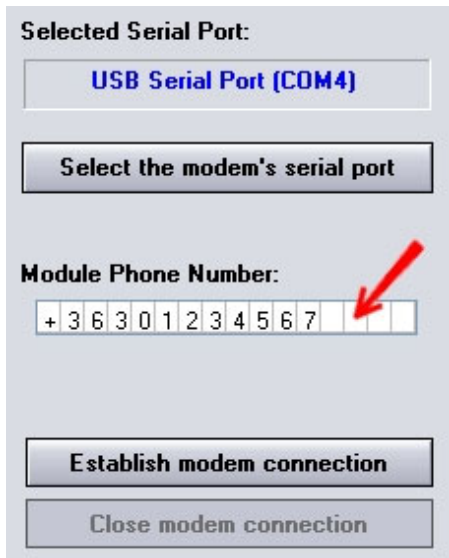 Selected Serial Port:
USB Serial Port (COM4)
Select the modem's serial port
Module Phone Number:
+36301234567
Establish modem connection
Close modem connection